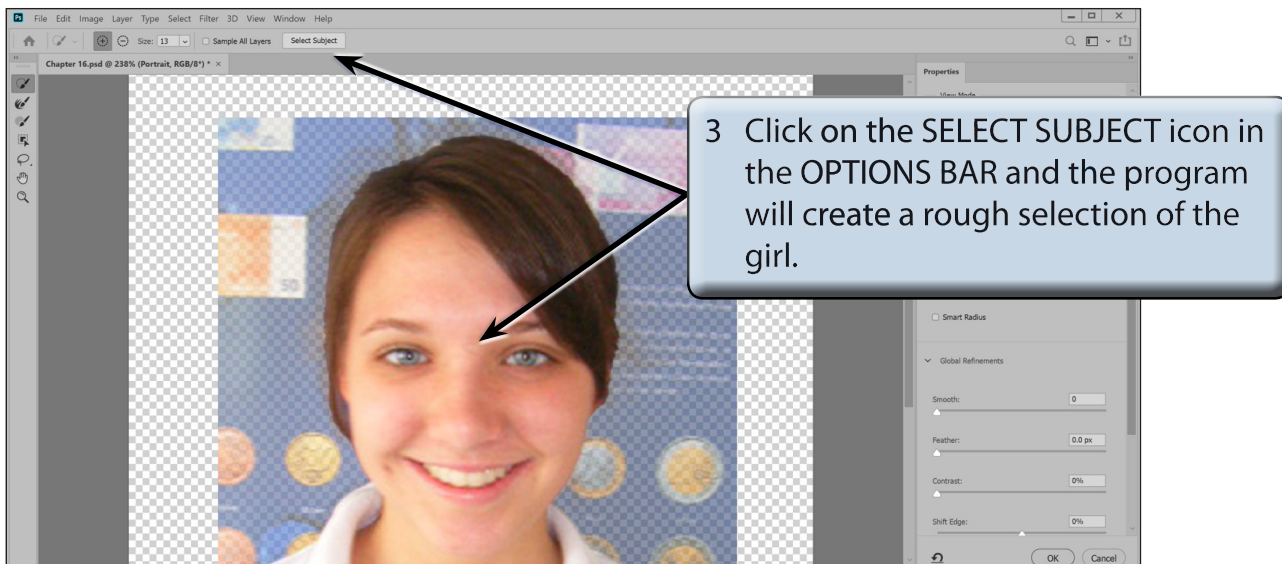 Ps File Edit Image Layer Type Select Filter 3D View Window Help
Size: 13 Sample All Layers Select Subject
Chapter 16.psd @ 238% (Portrait, RGB/8*) * ×
Properties
View Mode
3 Click on the SELECT SUBJECT icon in
the OPTIONS BAR and the program
will create a rough selection of the
girl.
50
Smart Radius
Global Refinements
Smooth: 0
Feather: 0.0 px
Contrast: 0%
Shift Edge: 0%
OK Cancel